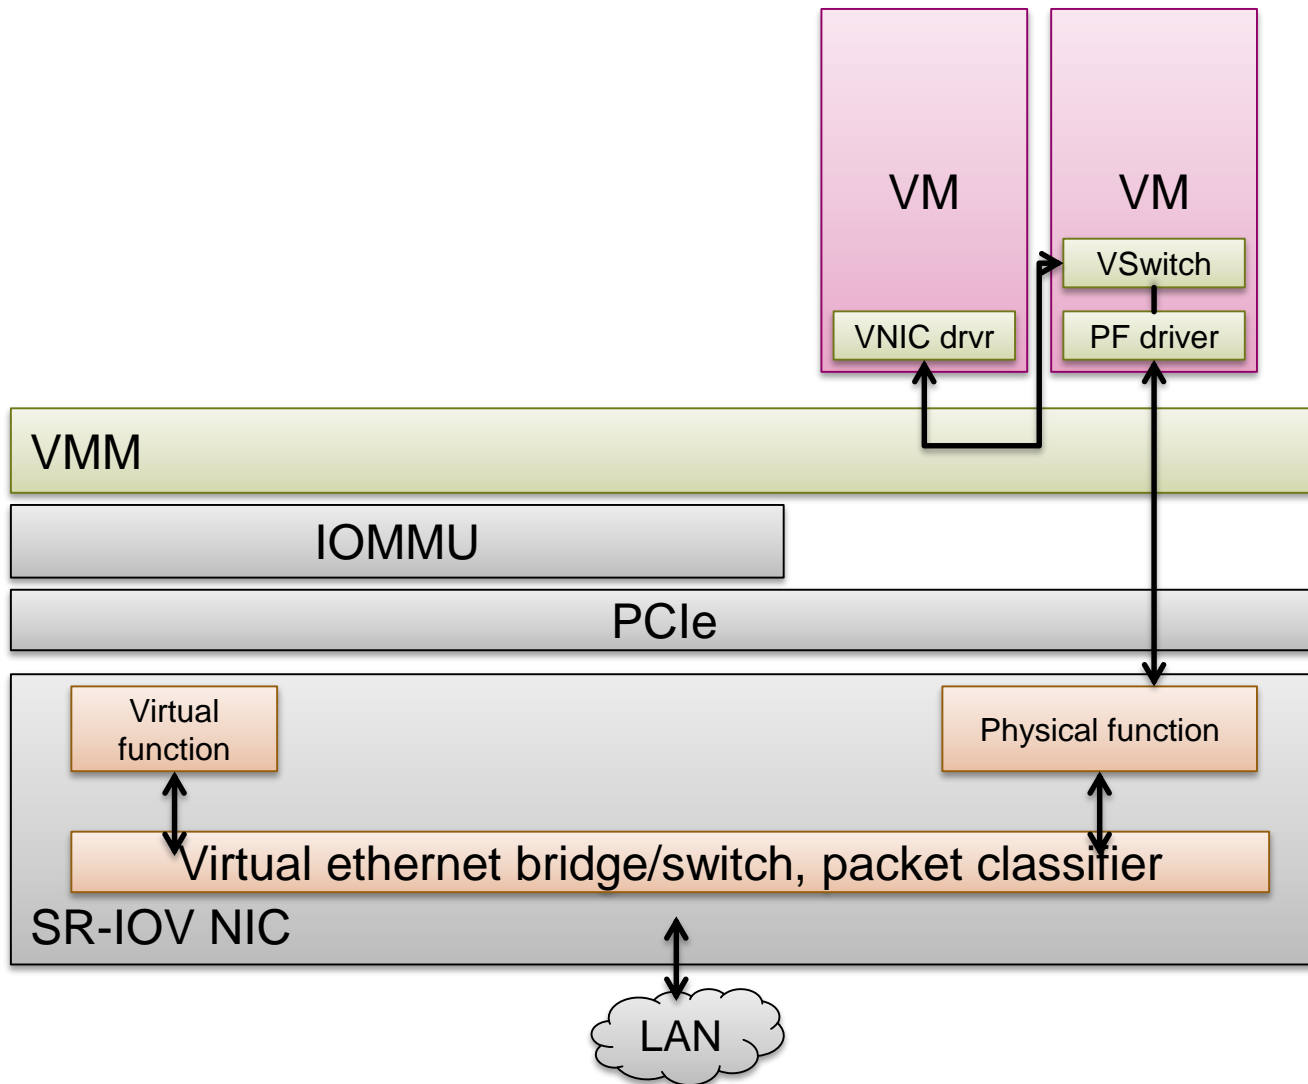 VM
VM
VSwitch
VNIC drvr
PF driver
VMM
IOMMU
PCIe
Virtual
function
Physical function
Virtual ethernet bridge/switch, packet classifier
SR-IOV NIC
LAN